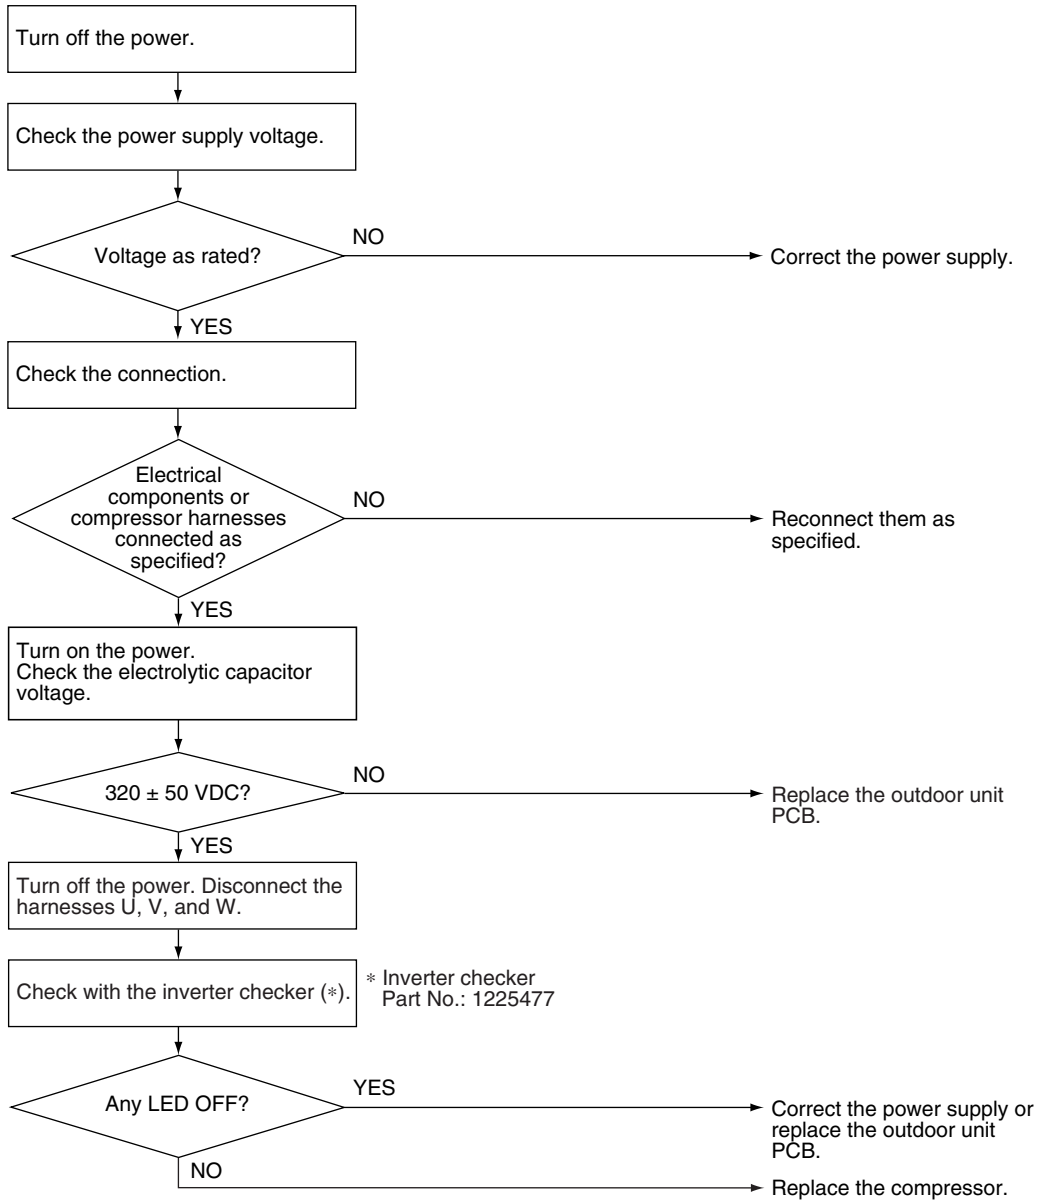 Turn off the power.
Check the power supply voltage.
Voltage as rated?
NO
Correct the power supply.
YES
Check the connection.
Electrical
components or
compressor harnesses
connected as
specified?
NO
Reconnect them as
specified.
YES
Turn on the power.
Check the electrolytic capacitor
voltage.
320 ± 50 VDC?
NO
Replace the outdoor unit
PCB.
YES
Turn off the power. Disconnect the
harnesses U, V, and W.
Check with the inverter checker (*).
* Inverter checker
Part No.: 1225477
Any LED OFF?
YES
Correct the power supply or
replace the outdoor unit
PCB.
NO
Replace the compressor.